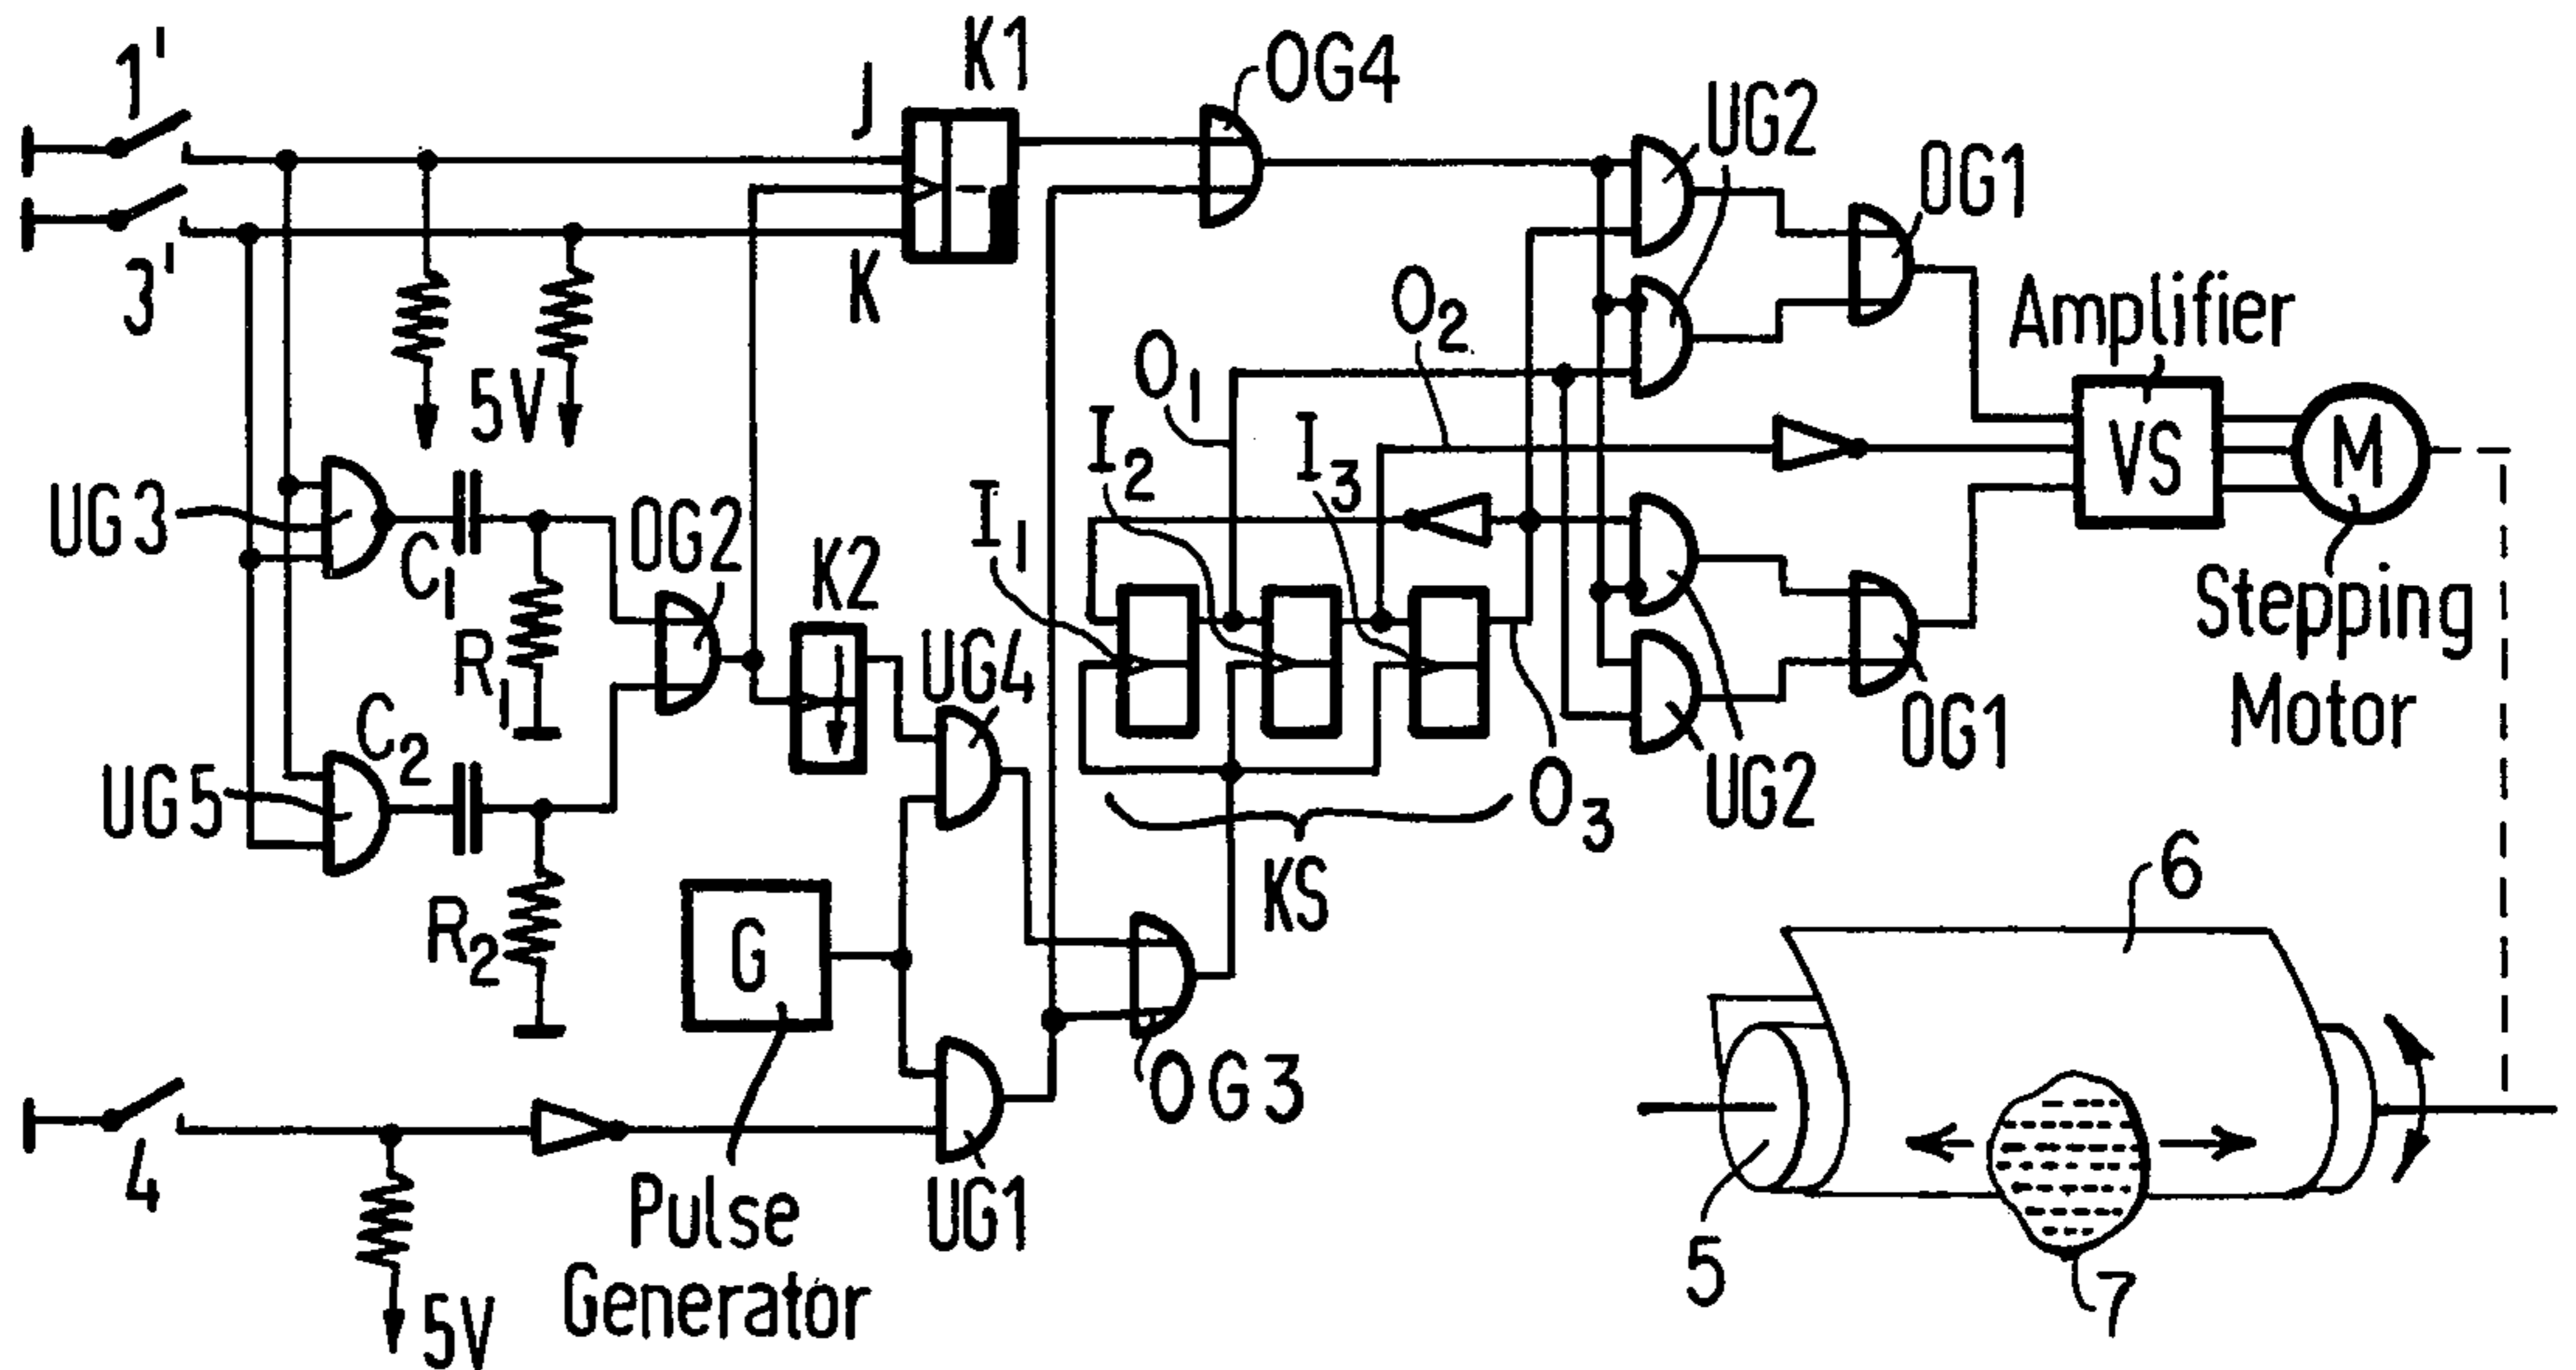 1'
J
K1
OG4
UG2
OG1
3'
K
5V
O1
O2
Amplifier
UG3
C1
R1
OG2
K2
I1
I2
I3
VS
M
UG4
Stepping
Motor
UG5
C2
R2
OG1
UG2
O3
KS
G
6
4
OG3
UG1
Pulse
Generator
5V
5
7